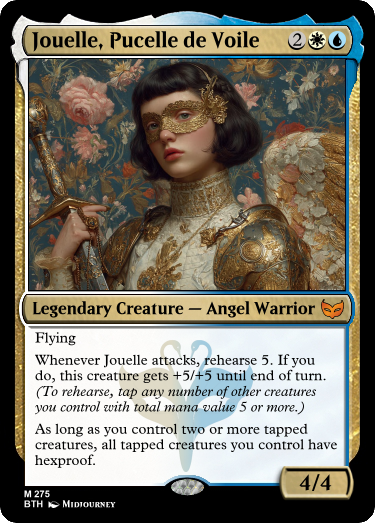 Jouelle, Pucelle de Voile 2
Legendary Creature — Angel Warrior
Flying
Whenever Jouelle attacks, rehearse 5. If you
do, this creature gets +5/+5 until end of turn.
(To rehearse, tap any number of other creatures
you control with total mana value 5 or more.)
As long as you control two or more tapped
creatures, all tapped creatures you control have
hexproof.
4/4
M 275
BTH Midjourney